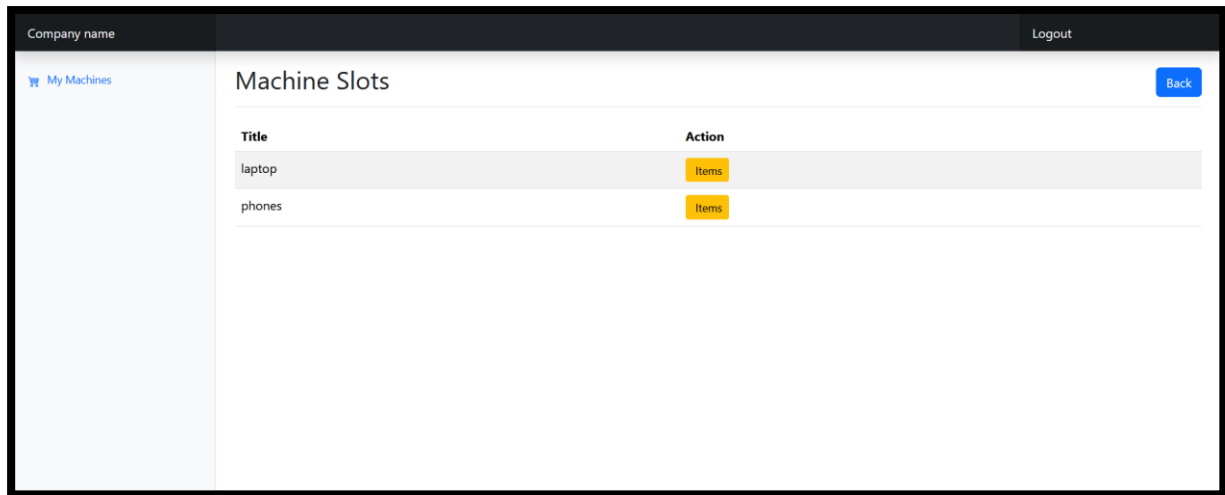 Company name Logout
My Machines
Machine Slots Back
Title Action
laptop Items
phones Items